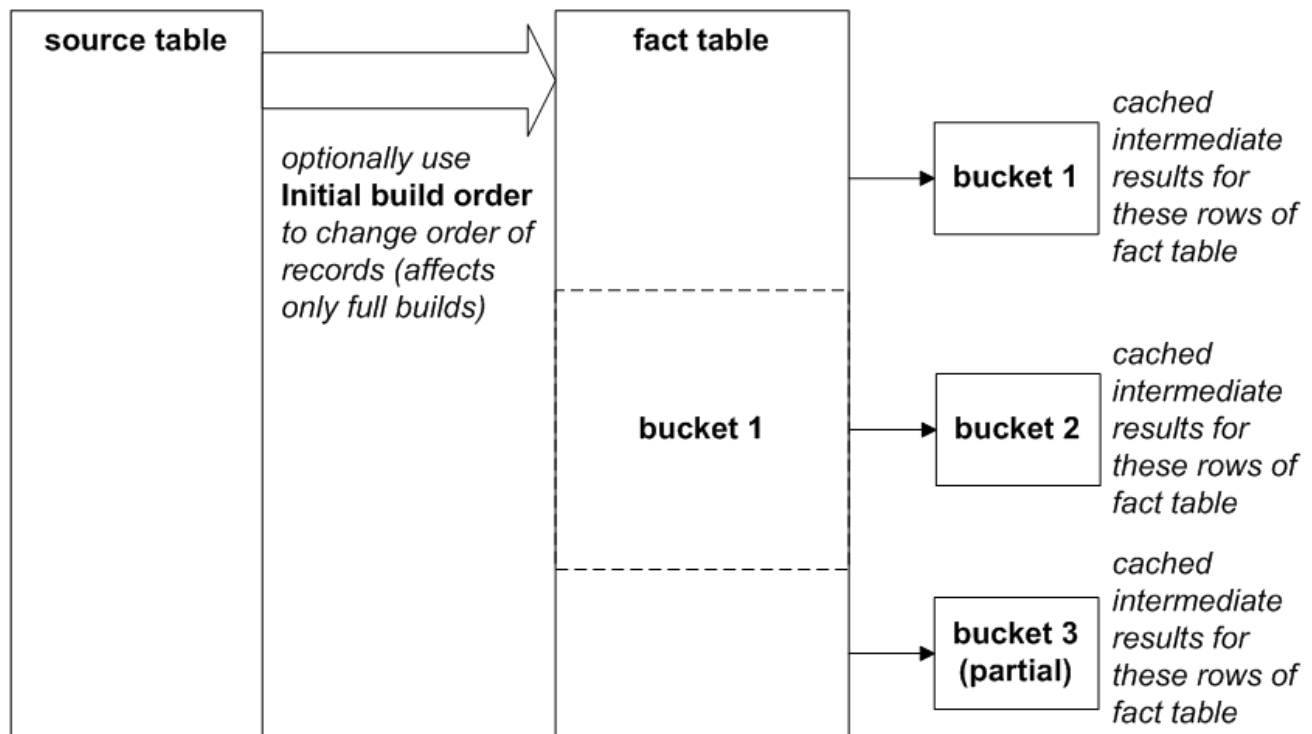 source table
optionally use
Initial build order
to change order of
records (affects
only full builds)
fact table
bucket 1
bucket 1
cached
intermediate
results for
these rows of
fact table
bucket 2
cached
intermediate
results for
these rows of
fact table
bucket 3
(partial)
cached
intermediate
results for
these rows of
fact table